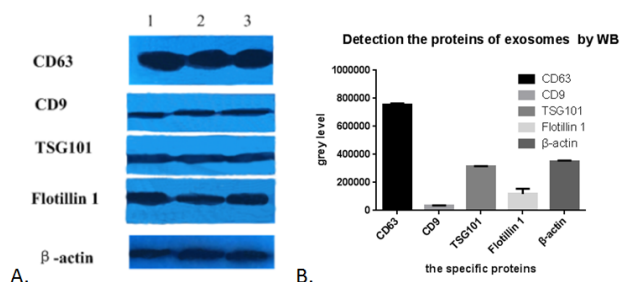 1 2 3
CD63
CD9
TSG101
Flotillin 1
β-actin
A.
Detection the proteins of exosomes by WB
grey level
1000000
800000
600000
400000
200000
0
CD63
CD9
TSG101
Flotillin 1
β-actin
CD63
CD9
TSG101
Flotillin 1
β-actin
the specific proteins
B.